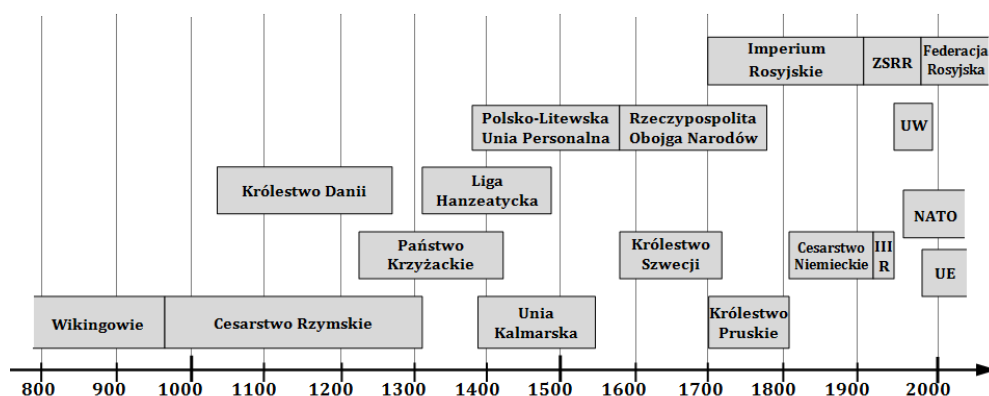 Imperium
Rosyjskie
ZSRR
Federacja
Rosyjska
Polsko-Litewska
Unia Personalna
Rzeczypospolita
Obojga Narodów
UW
Królestwo Danii
Liga
Hanzeatycka
NATO
Państwo
Krzyżackie
Królestwo
Szwecji
Cesarstwo
Niemieckie
III
R
UE
Wikingowie
Cesarstwo Rzymskie
Unia
Kalmarska
Królestwo
Pruskie
800 900 1000 1100 1200 1300 1400 1500 1600 1700 1800 1900 2000